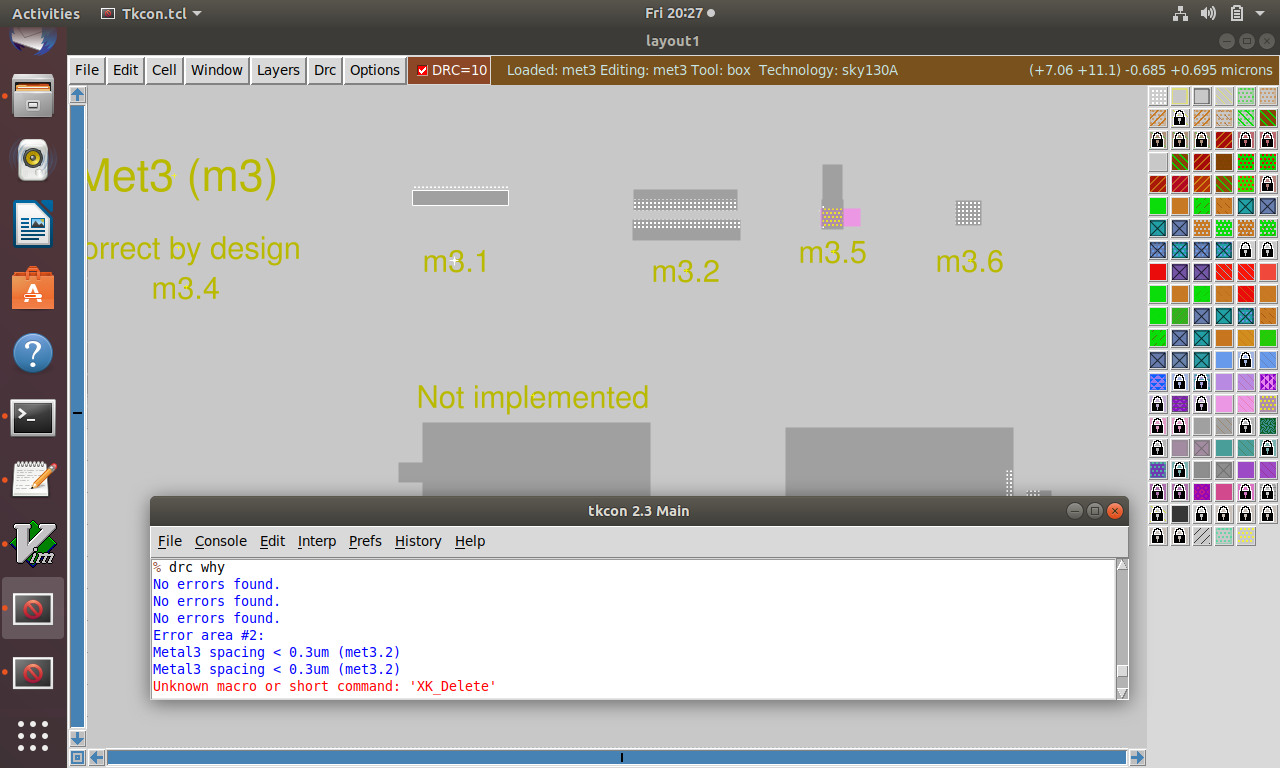 Activities
Tkcon.tcl
Fri 20:27
layout1
File Edit Cell Window Layers Drc Options
DRC=10
Loaded: met3 Editing: met3 Tool: box Technology: sky130A
(+7.06 +11.1) -0.685 +0.695 microns
Met3 (m3)
orrect by design
m3.4
m3.1
m3.2
m3.5
m3.6
Not implemented
tkcon 2.3 Main
File Console Edit Interp Prefs History Help
% drc why
No errors found.
No errors found.
No errors found.
Error area #2:
Metal3 spacing < 0.3um (met3.2)
Metal3 spacing < 0.3um (met3.2)
Unknown macro or short command: 'XK_Delete'